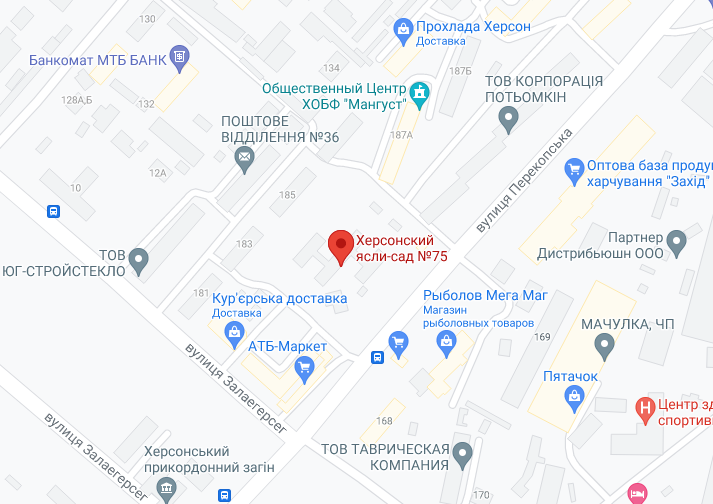 130
Прохлада Херсон
Доставка
Банкомат МТБ БАНК
134
187Б
ТОВ КОРПОРАЦІЯ
ПОТЬОМКІН
Общественный Центр
ХОБФ "Мангуст"
128А,Б
132
ПОШТОВЕ
ВІДДІЛЕННЯ №36
187А
вулиця Перекопська
Оптова база проду
харчування "Захід"
12А
10
185
Херсонский
ясли-сад №75
183
Партнер
Дистрибьюшн ООО
ТОВ
ЮГ-СТРОЙСТЕКЛО
181
Кур'єрська доставка
Доставка
Рыболов Мега Маг
Магазин
рыболовных товаров
АТБ-Маркет
МАЧУЛКА, ЧП
169
вулиця Залаегерсег
Пятачок
Центр зд
спортив
168
вулиця Залаегерсег
Херсонський
прикордонний загін
ТОВ ТАВРИЧЕСКАЯ
КОМПАНИЯ
170